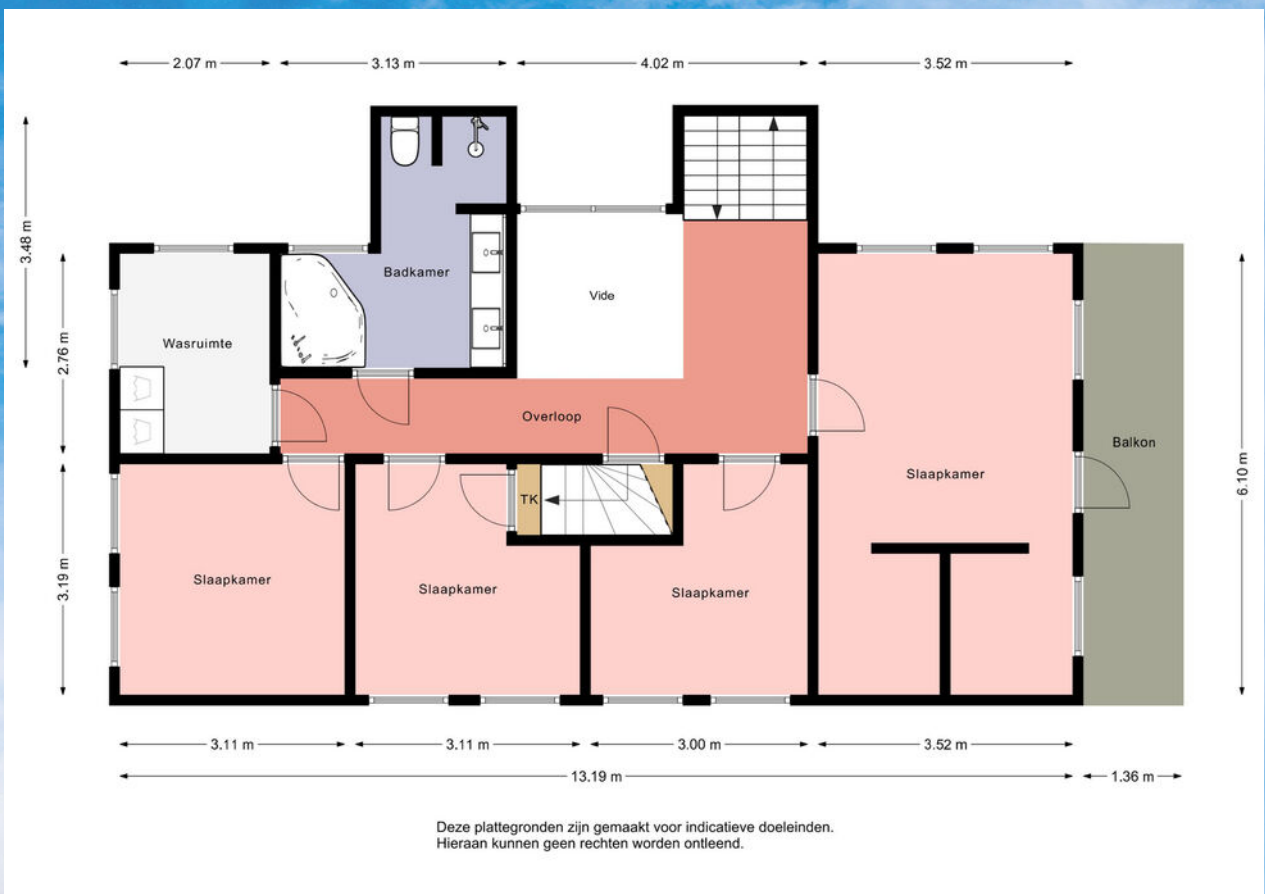 2.07 m
3.13 m
4.02 m
3.52 m
3.48 m
2.76 m
3.19 m
6.10 m
Badkamer
Vide
Wasruimte
Overloop
Balkon
Slaapkamer
TK
Slaapkamer
Slaapkamer
Slaapkamer
3.11 m
3.11 m
3.00 m
3.52 m
13.19 m
1.36 m
Deze plattegronden zijn gemaakt voor indicatieve doeleinden.
Hieraan kunnen geen rechten worden ontleend.